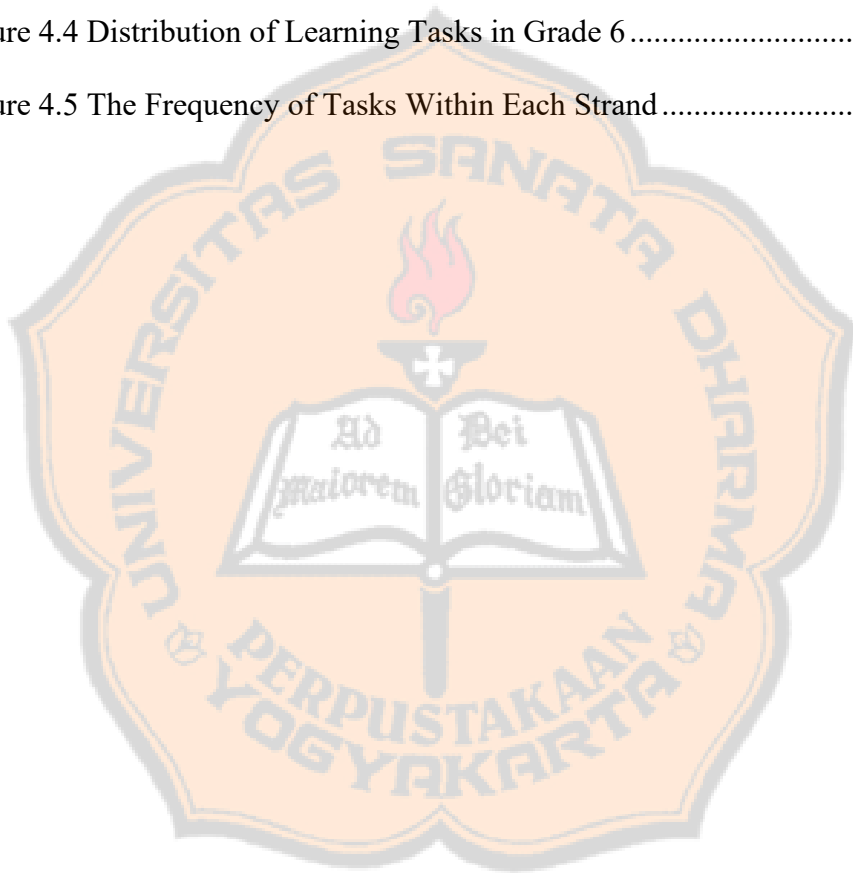 ure 4.4 Distribution of Learning Tasks in Grade 6...........................
ure 4.5 The Frequency of Tasks Within Each Strand.......................
UNIVERSITAS SANATA DHARMA
Ad Dei
maiorem Gloriam
PERPUSTAKAAN
YOGYAKARTA